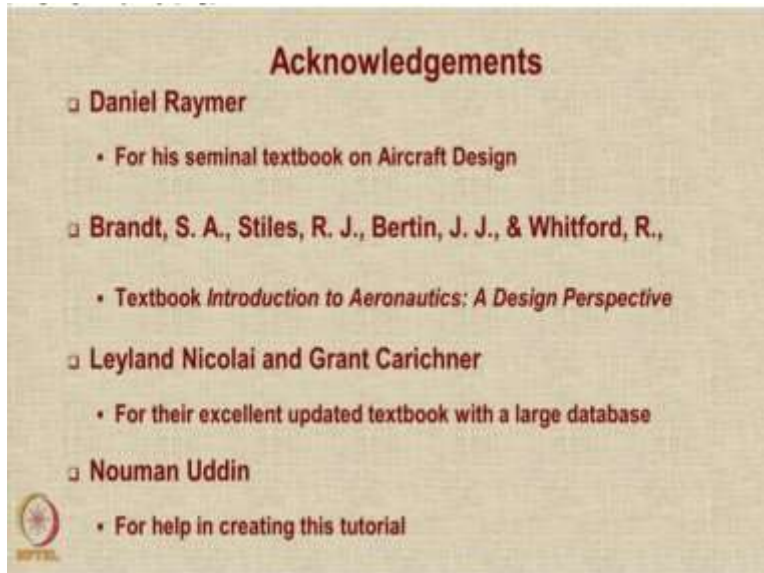 Acknowledgements
Daniel Raymer
For his seminal textbook on Aircraft Design
Brandt, S. A., Stiles, R. J., Bertin, J. J., & Whitford, R.,
Textbook Introduction to Aeronautics: A Design Perspective
Leyland Nicolai and Grant Carichner
For their excellent updated textbook with a large database
Nouman Uddin
For help in creating this tutorial
NPTEL